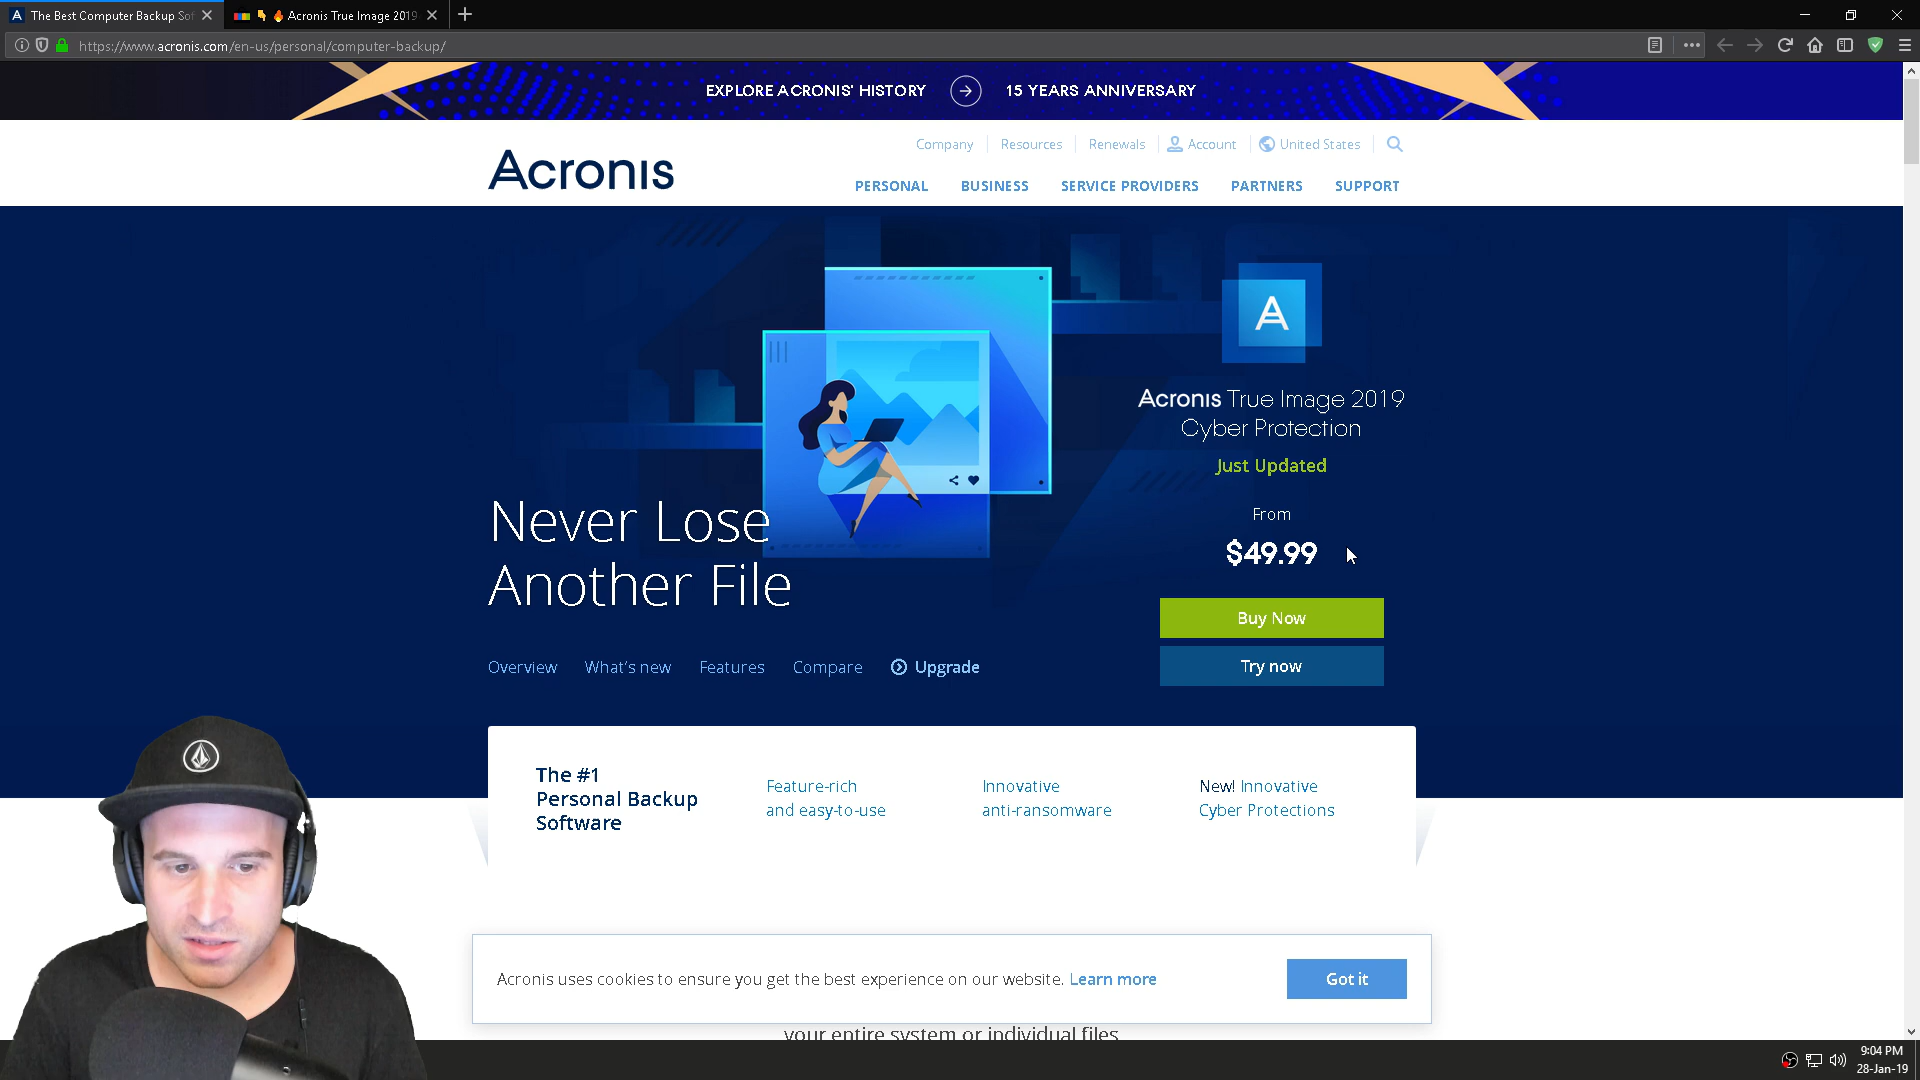 The Best Computer Backup Sof
Acronis True Image 2019
https://www.acronis.com/en-us/personal/computer-backup/
EXPLORE ACRONIS' HISTORY
15 YEARS ANNIVERSARY
Company
Resources
Renewals
Account
United States
Acronis
PERSONAL
BUSINESS
SERVICE PROVIDERS
PARTNERS
SUPPORT
Acronis True Image 2019
Cyber Protection
Just Updated
From
$49.99
Buy Now
Try now
Never Lose
Another File
Overview
What's new
Features
Compare
Upgrade
The #1
Personal Backup
Software
Feature-rich
and easy-to-use
Innovative
anti-ransomware
New! Innovative
Cyber Protections
Acronis uses cookies to ensure you get the best experience on our website. Learn more
Got it
your entire system or individual files
9:04 PM
28-Jan-19